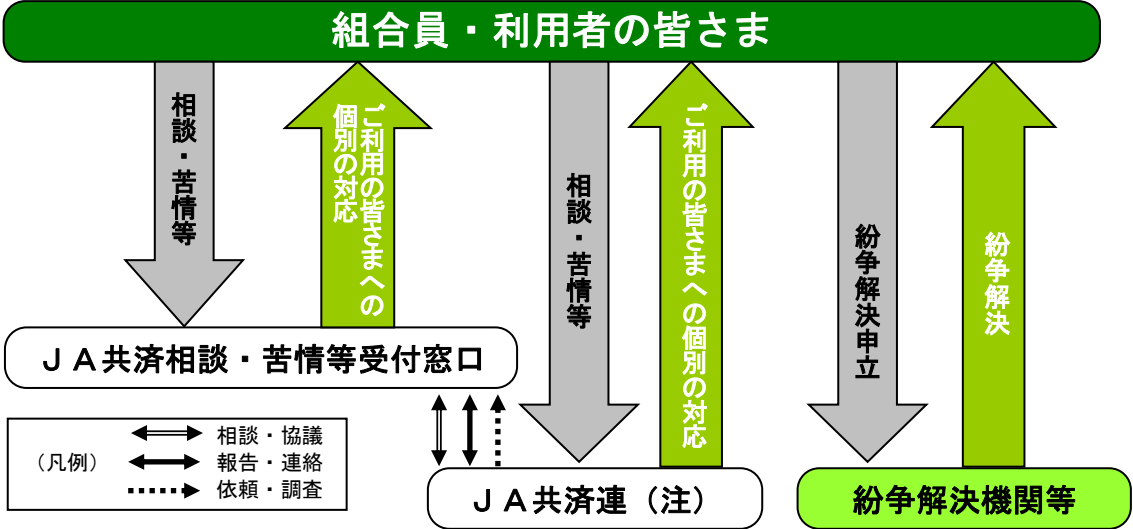 組合員・利用者の皆さま
相談・苦情等
ご利用の皆さまへの
個別の対応
相談・苦情等
ご利用の皆さまへの個別の対応
紛争解決申立
紛争解決
ＪＡ共済相談・苦情等受付窓口
（凡例）
相談・協議
報告・連絡
依頼・調査
ＪＡ共済連（注）
紛争解決機関等